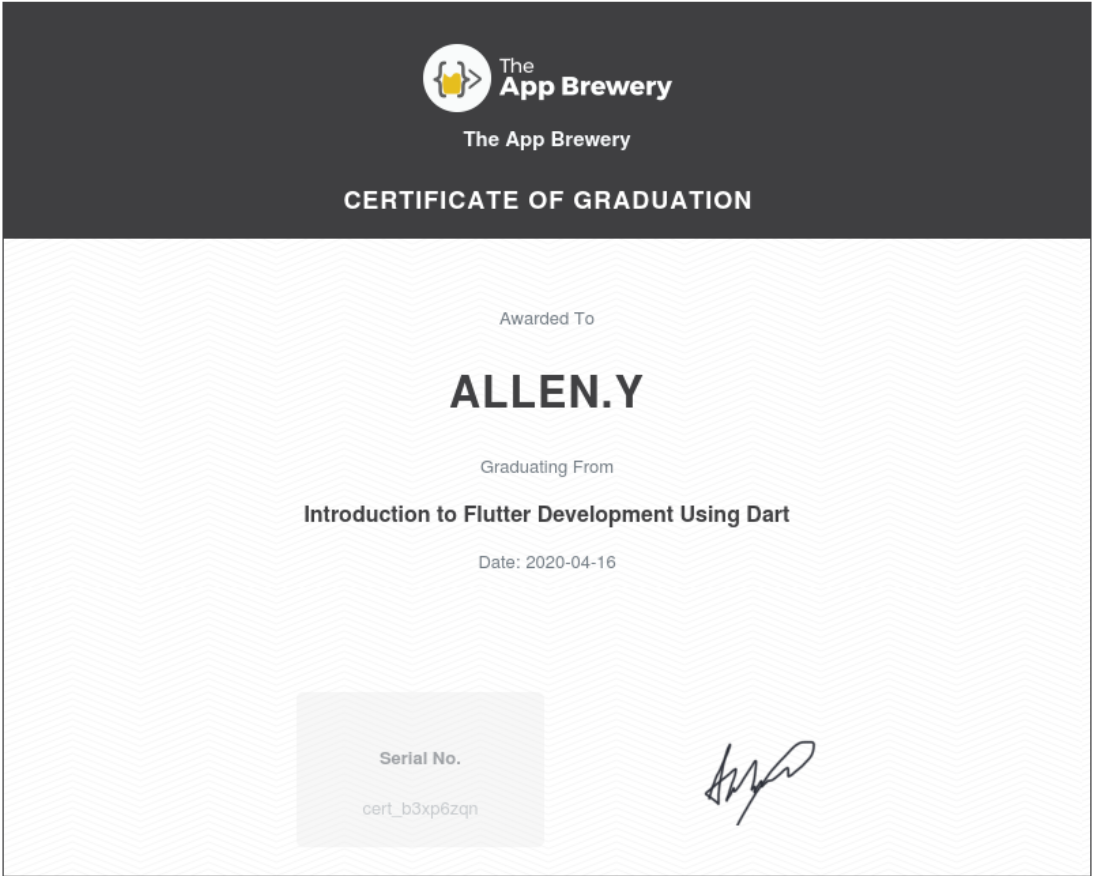 The
App Brewery
The App Brewery
CERTIFICATE OF GRADUATION
Awarded To
ALLEN.Y
Graduating From
Introduction to Flutter Development Using Dart
Date: 2020-04-16
Serial No.
cert_b3xp6zqn